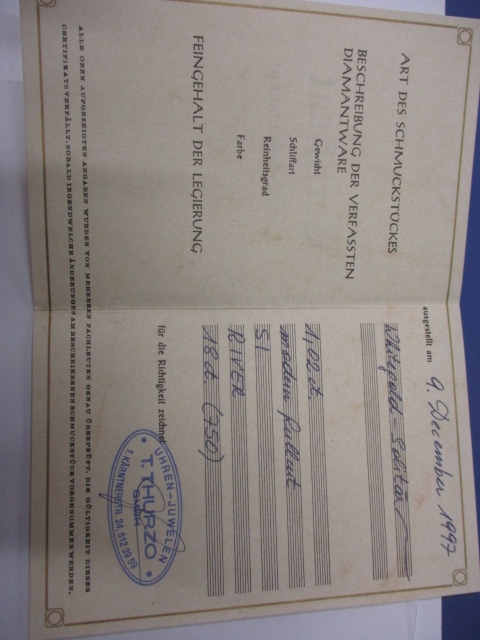 ausgestellt am 9. December 1997
ART DES SCHMUCKSTÜCKES Weissgold - Solitär
BESCHREIBUNG DER VERFASSTEN
DIAMANTWARE
Gewicht 1,02 ct.
Schliffart modern fullcut
Reinheitsgrad SI
Farbe RIVER
FEINGEHALT DER LEGIERUNG 18 ct. (750)
für die Richtigkeit zeichnet
UHREN-JUWELEN
T. THURZO
GMBH
1, KÄRNTNERSTR. 24, 512 39 59
ALLE OBEN AUFGEZEIGTEN ANGABEN WURDEN VON MEHREREN FACHLEUTEN GENAU ÜBERPRÜFT. DIE GÜLTIGKEIT DIESES
CERTIFIKATS VERFÄLLT, SOBALD IRGENDWELCHE ÄNDERUNGEN AM BESCHRIEBENEN SCHMUCKSTÜCK VORGENOMMEN WERDEN.